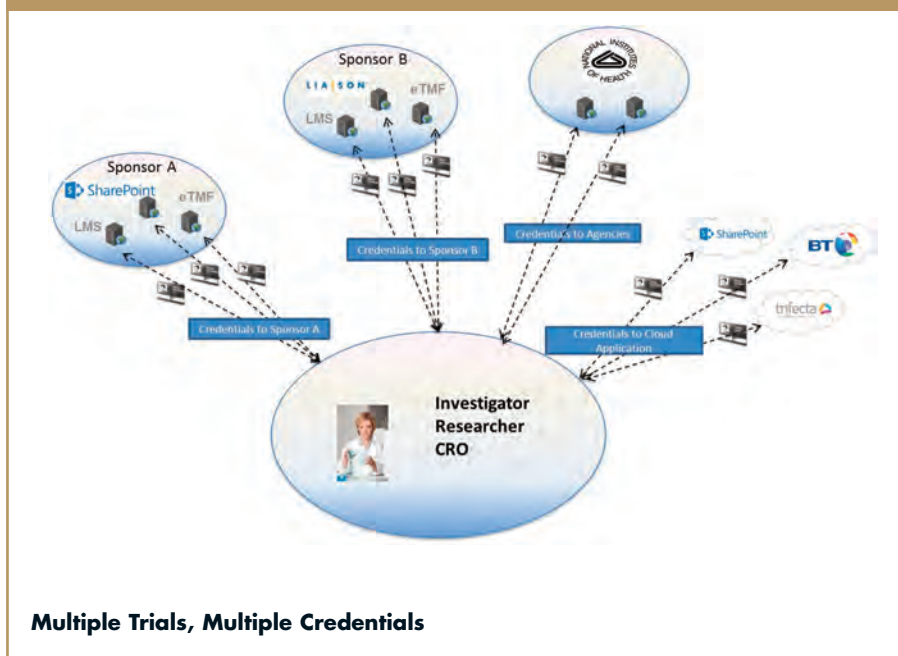 Sponsor A
SharePoint
eTMF
LMS
Credentials to Sponsor A
Sponsor B
LIAISON
eTMF
LMS
Credentials to Sponsor B
NATIONAL INSTITUTES
OF HEALTH
Credentials to Agencies
SharePoint
BT
trifecta
Credentials to Cloud
Application
Investigator
Researcher
CRO
Multiple Trials, Multiple Credentials